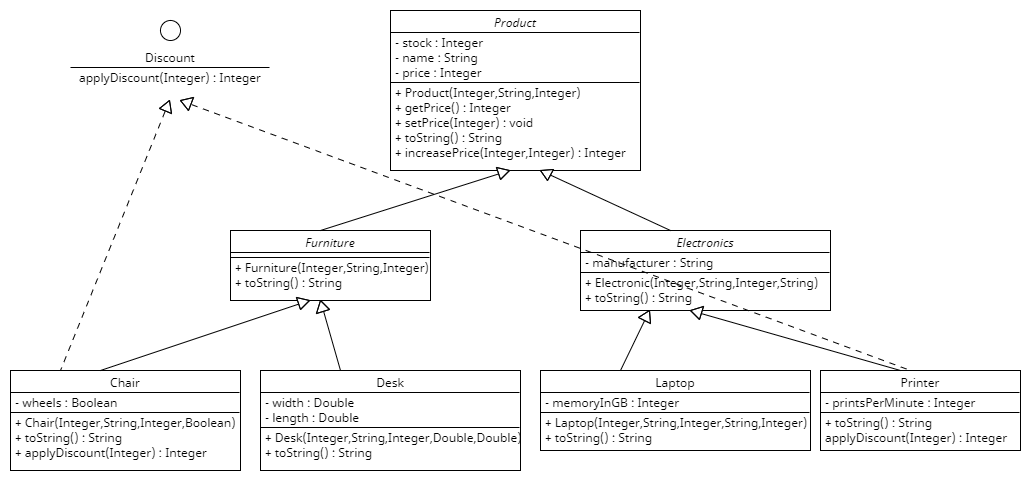 Discount
applyDiscount(Integer) : Integer
Product
- stock : Integer
- name : String
- price : Integer
+ Product(Integer,String,Integer)
+ getPrice() : Integer
+ setPrice(Integer) : void
+ toString() : String
+ increasePrice(Integer,Integer) : Integer
Furniture
+ Furniture(Integer,String,Integer)
+ toString() : String
Electronics
- manufacturer : String
+ Electronic(Integer,String,Integer,String)
+ toString() : String
Chair
- wheels : Boolean
+ Chair(Integer,String,Integer,Boolean)
+ toString() : String
+ applyDiscount(Integer) : Integer
Desk
- width : Double
- length : Double
+ Desk(Integer,String,Integer,Double,Double)
+ toString() : String
Laptop
- memoryInGB : Integer
+ Laptop(Integer,String,Integer,String,Integer)
+ toString() : String
Printer
- printsPerMinute : Integer
+ toString() : String
applyDiscount(Integer) : Integer